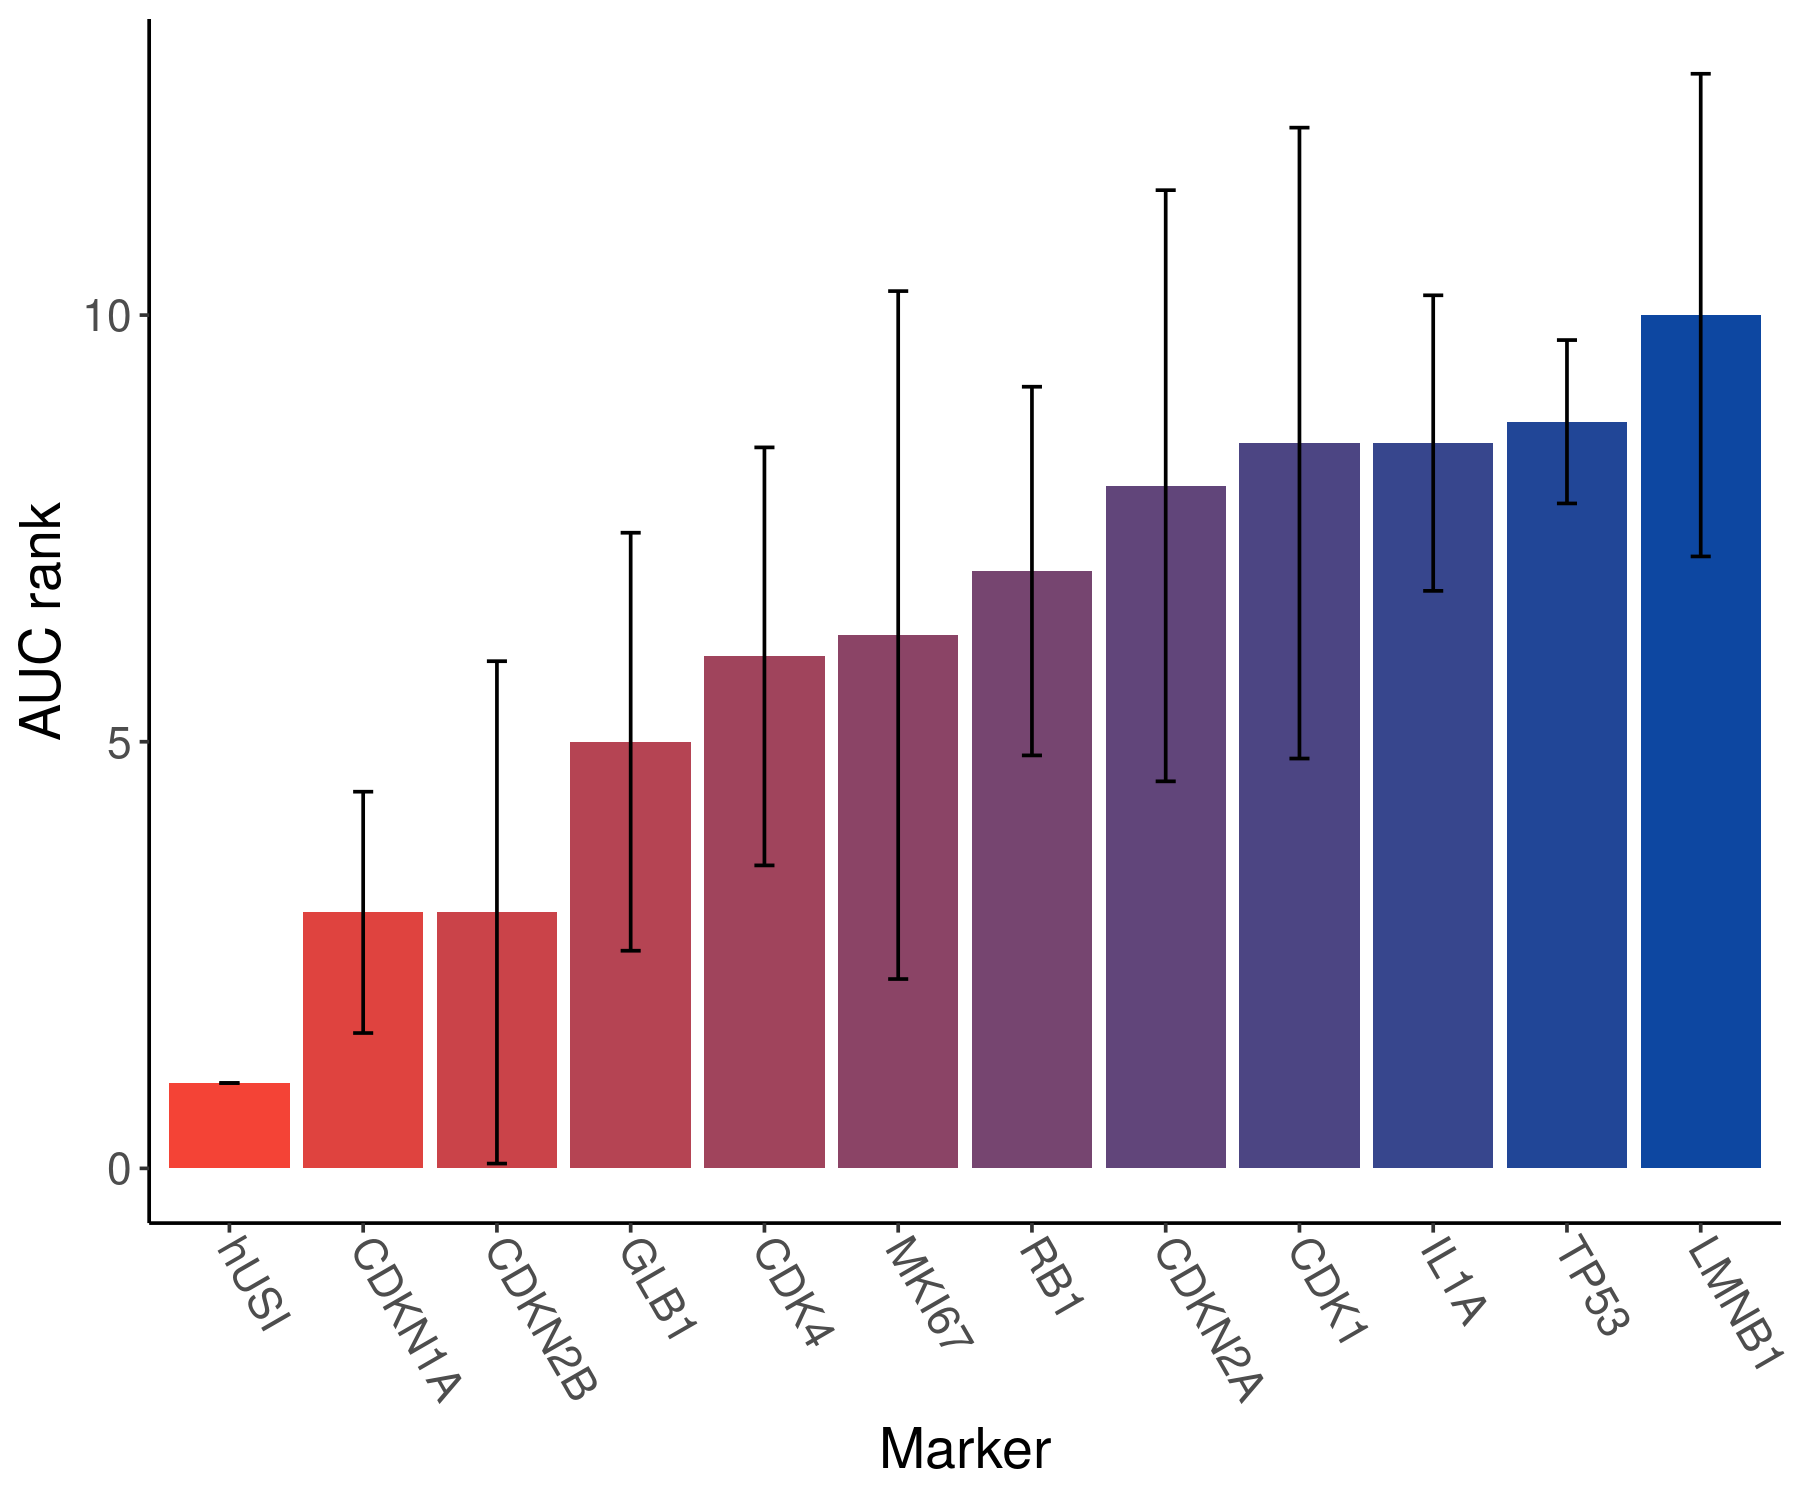 AUC rank
10
5
0
hUSI
CDKN1A
CDKN2B
GLB1
CDK4
MKI67
RB1
CDKN2A
CDK1
IL1A
TP53
LMNB1
Marker